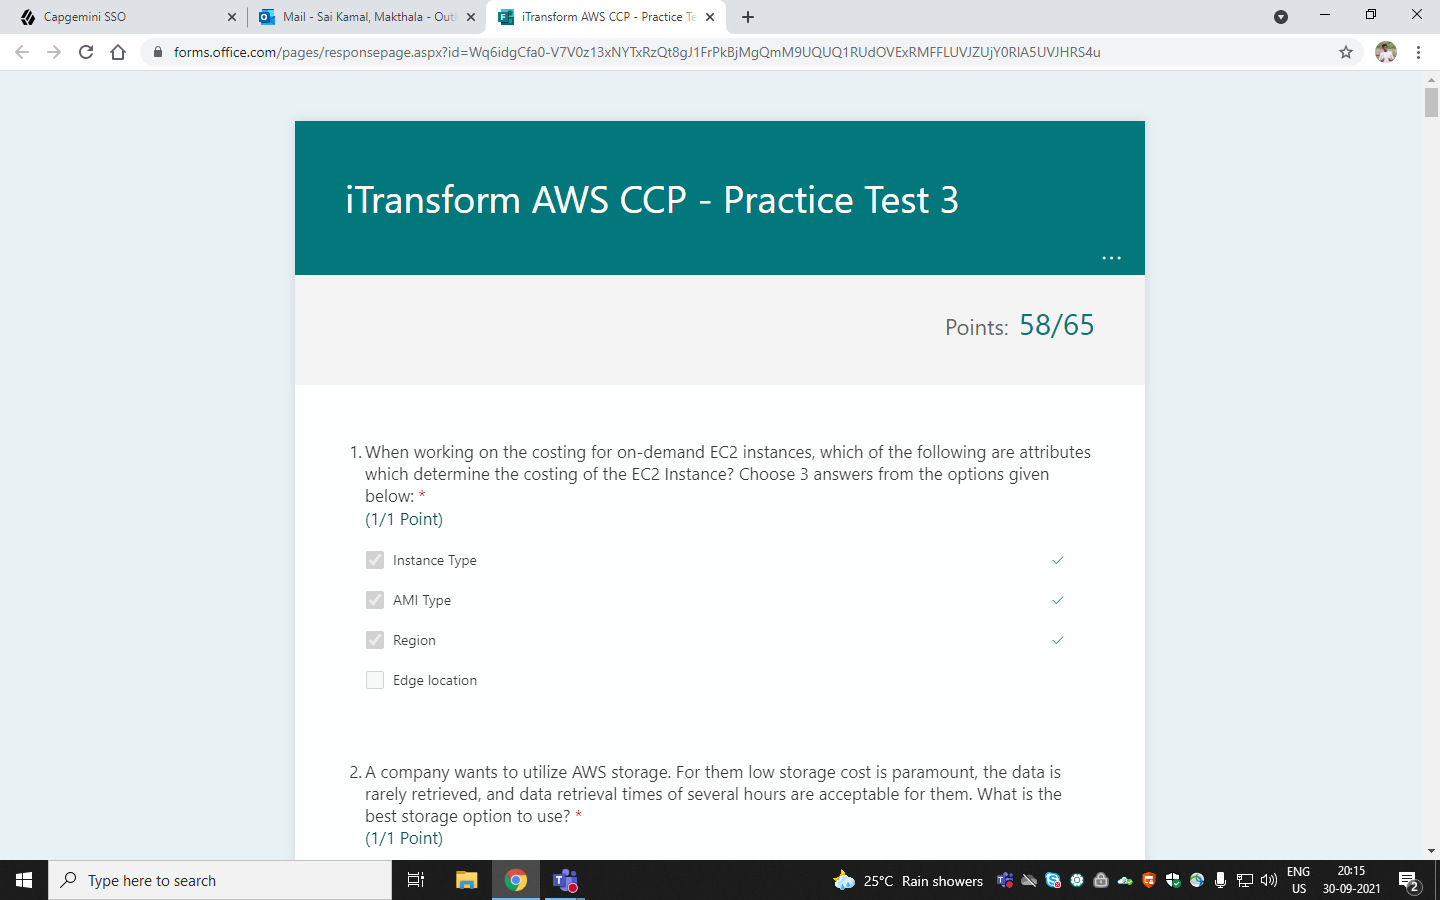 Capgemini SSO
Mail - Sai Kamal, Makthala - Outl
iTransform AWS CCP - Practice Te
forms.office.com/pages/responsepage.aspx?id=Wq6idgCfa0-V7V0z13xNYTxRzQt8gJ1FrPkBjMgQmM9UQUQ1RUdOVExRMFFLUVJZUjY0RlA5UVJHRS4u
iTransform AWS CCP - Practice Test 3
...
Points: 58/65
1. When working on the costing for on-demand EC2 instances, which of the following are attributes
which determine the costing of the EC2 Instance? Choose 3 answers from the options given
below: *
(1/1 Point)
Instance Type
AMI Type
Region
Edge location
2. A company wants to utilize AWS storage. For them low storage cost is paramount, the data is
rarely retrieved, and data retrieval times of several hours are acceptable for them. What is the
best storage option to use? *
(1/1 Point)
Type here to search
25°C Rain showers
ENG
US
20:15
30-09-2021
2